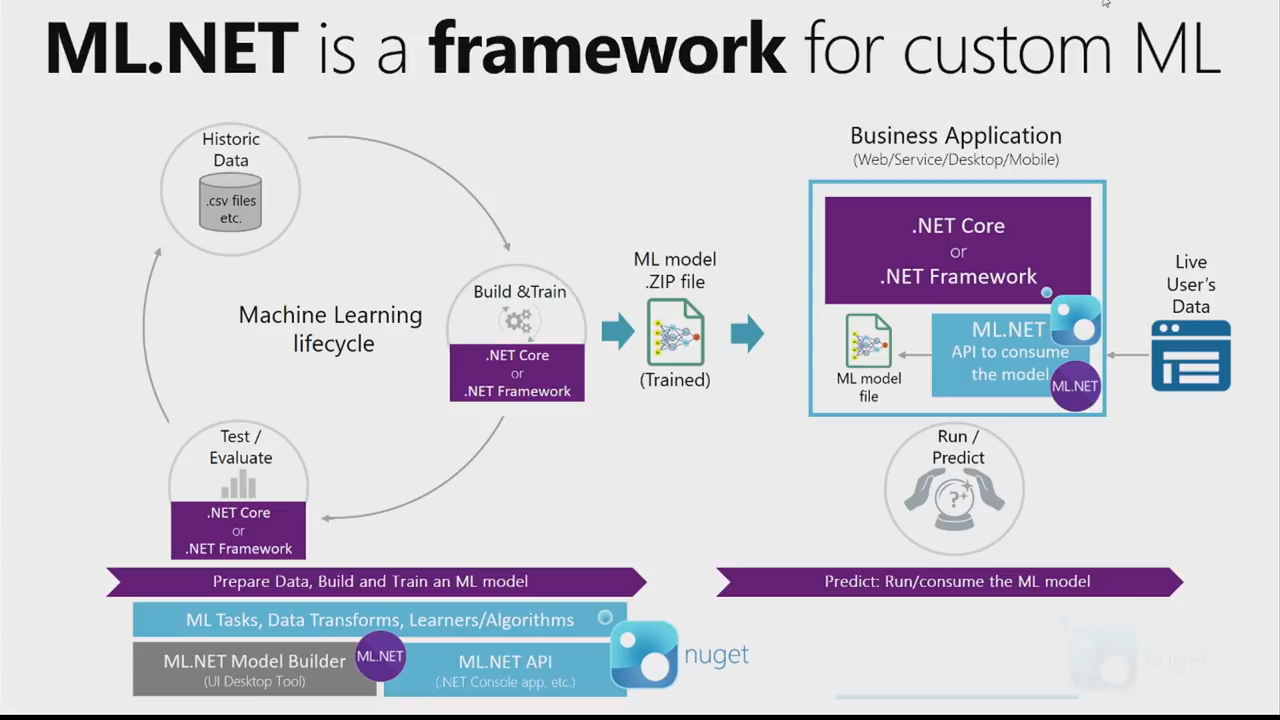 ML.NET is a framework for custom ML
Historic
Data
.csv files
etc.
Machine Learning
lifecycle
Build &Train
.NET Core
or
.NET Framework
Test /
Evaluate
.NET Core
or
.NET Framework
ML model
.ZIP file
(Trained)
Business Application
(Web/Service/Desktop/Mobile)
.NET Core
or
.NET Framework
ML.NET
API to consume
the model
ML.NET
ML model
file
Live
User's
Data
Run /
Predict
?
Prepare Data, Build and Train an ML model
ML Tasks, Data Transforms, Learners/Algorithms
ML.NET Model Builder
(UI Desktop Tool)
ML.NET
ML.NET API
(.NET Console app, etc.)
nuget
Predict: Run/consume the ML model
nuget